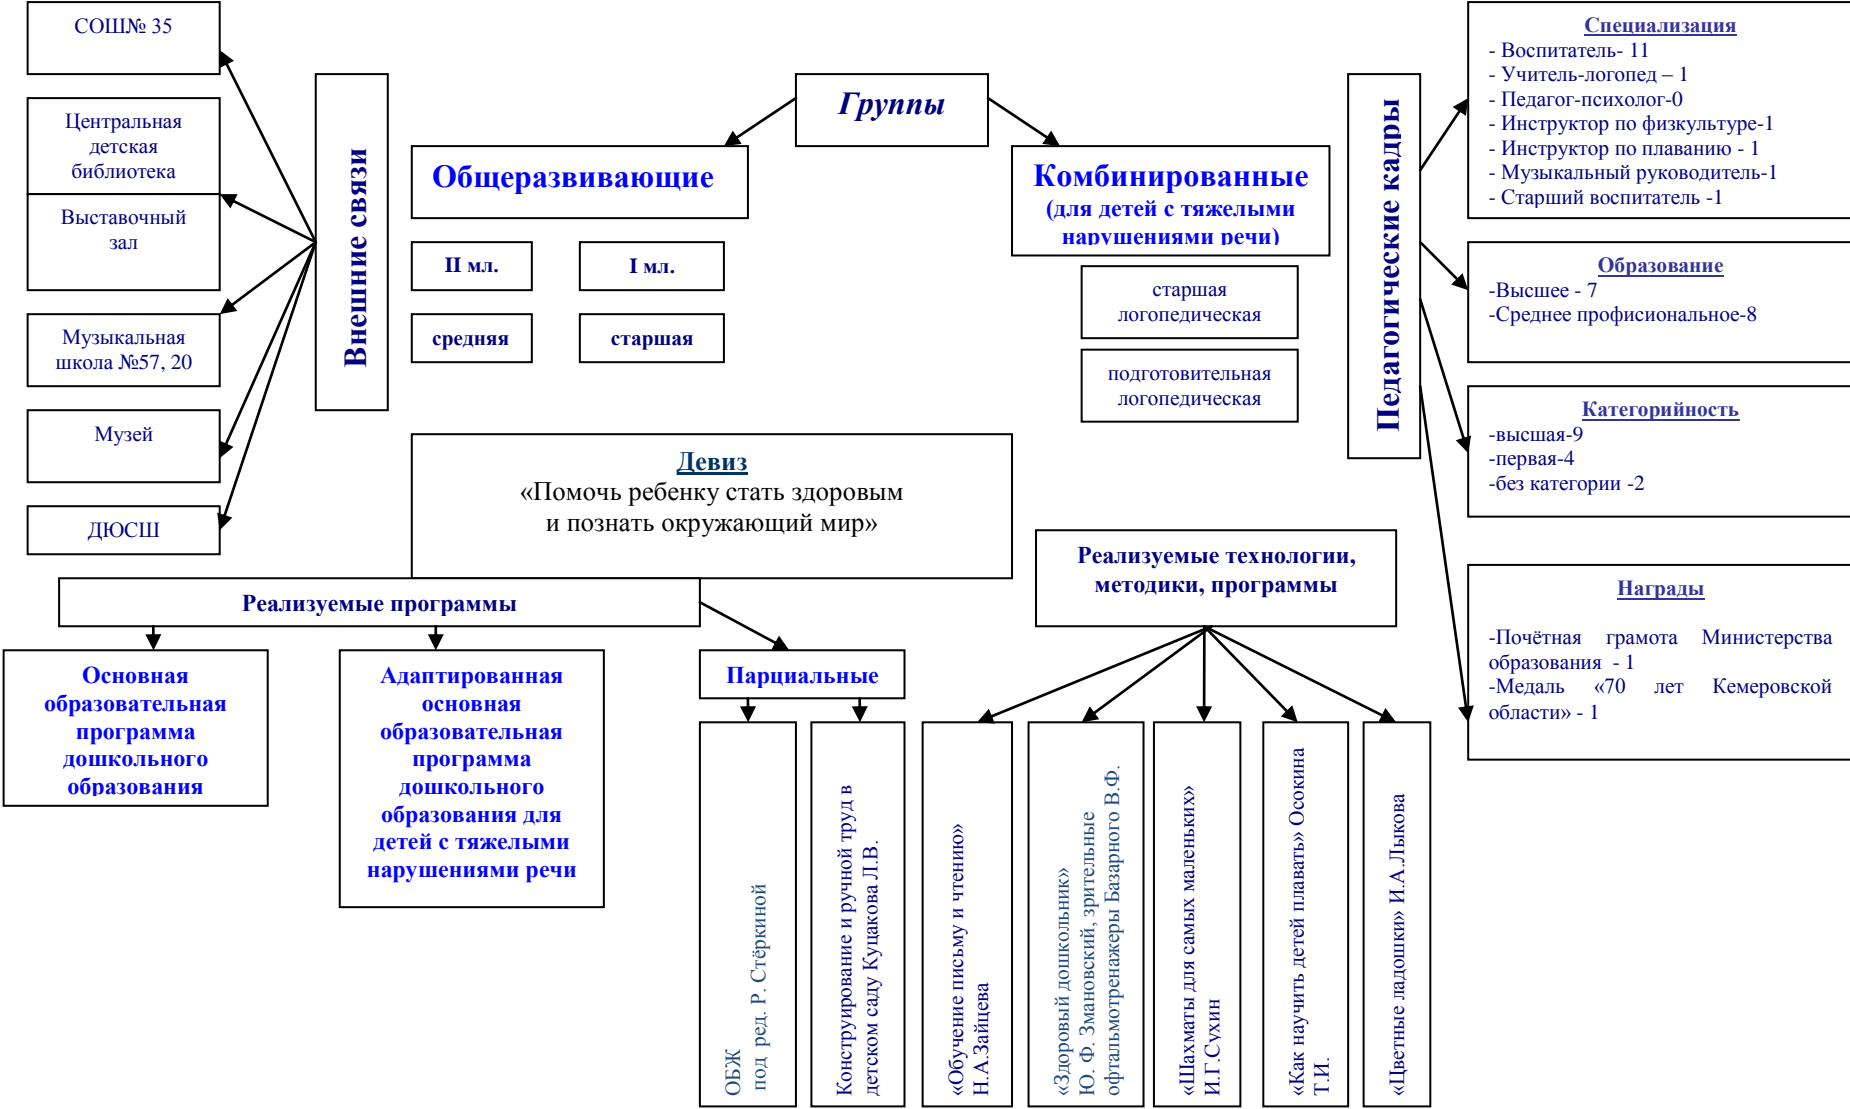 СОШ№ 35
Центральная
детская
библиотека
Выставочный
зал
Музыкальная
школа №57, 20
Музей
ДЮСШ
Внешние связи
Группы
Общеразвивающие
II мл.
I мл.
средняя
старшая
Комбинированные
(для детей с тяжелыми
нарушениями речи)
старшая
логопедическая
подготовительная
логопедическая
Педагогические кадры
Специализация
- Воспитатель- 11
- Учитель-логопед – 1
- Педагог-психолог-0
- Инструктор по физкультуре-1
- Инструктор по плаванию - 1
- Музыкальный руководитель-1
- Старший воспитатель -1
Образование
-Высшее - 7
-Среднее профисиональное-8
Категорийность
-высшая-9
-первая-4
-без категории -2
Награды
-Почётная грамота Министерства
образования - 1
-Медаль «70 лет Кемеровской
области» - 1
Девиз
«Помочь ребенку стать здоровым
и познать окружающий мир»
Реализуемые программы
Основная
образовательная
программа
дошкольного
образования
Адаптированная
основная
образовательная
программа
дошкольного
образования для
детей с тяжелыми
нарушениями речи
Парциальные
ОБЖ
под ред. Р. Стёркиной
Конструирование и ручной труд в
детском саду Куцакова Л.В.
Реализуемые технологии,
методики, программы
«Обучение письму и чтению»
Н.А.Зайцева
«Здоровый дошкольник»
Ю. Ф. Змановский, зрительные
офтальмотренажеры Базарного В.Ф.
«Шахматы для самых маленьких»
И.Г.Сухин
«Как научить детей плавать» Осокина
Т.И.
«Цветные ладошки» И.А.Лыкова